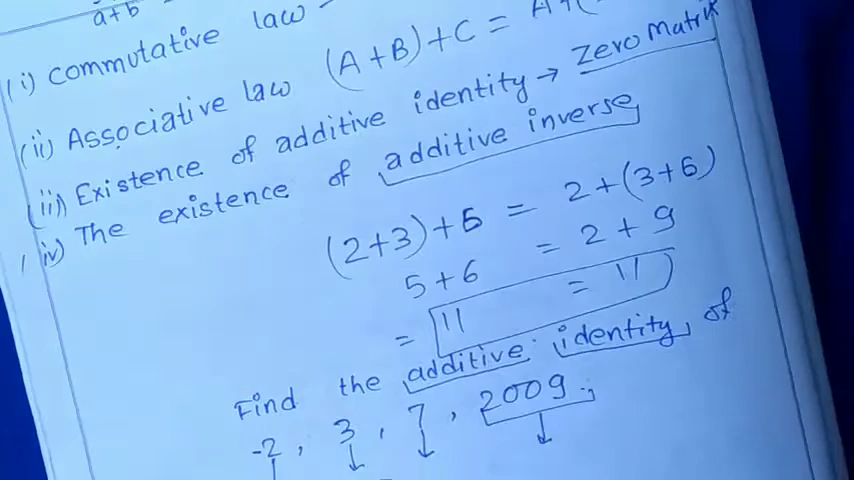 a+b
(i) commutative law
(ii) Associative law (A+B)+C = A+(
(iii) Existence of additive identity → Zero Matrix
(iv) The existence of additive inverse,
(2+3)+6 = 2+(3+6)
5+6 = 2+9
= 11 = 11
Find the additive identity, of
-2, 3, 7, 2009.